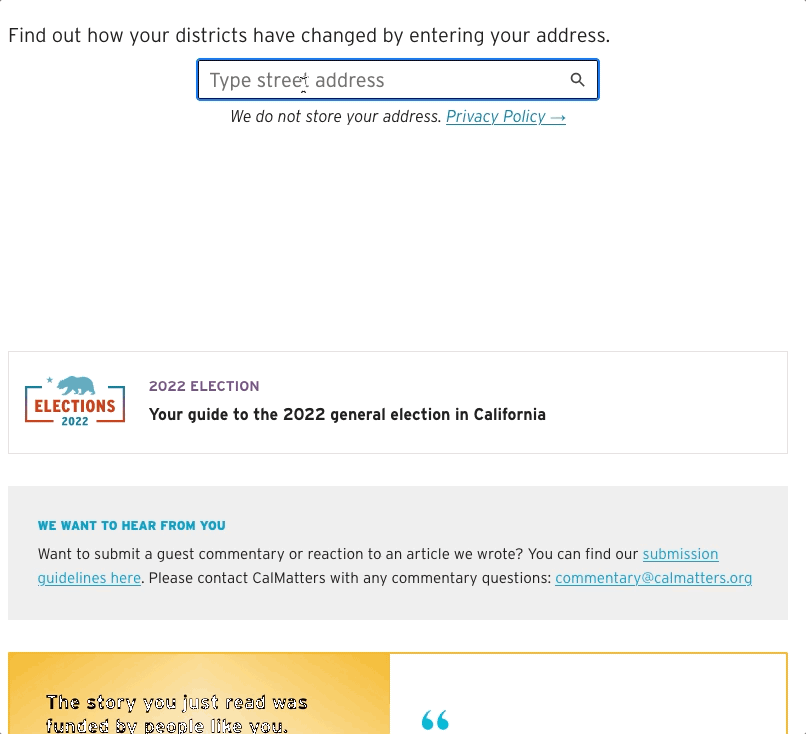 Find out how your districts have changed by entering your address.
Type street address
We do not store your address. Privacy Policy →
2022 ELECTION
ELECTIONS
2022
Your guide to the 2022 general election in California
WE WANT TO HEAR FROM YOU
Want to submit a guest commentary or reaction to an article we wrote? You can find our submission
guidelines here. Please contact CalMatters with any commentary questions: commentary@calmatters.org
The story you just read was
funded by people like you.
“